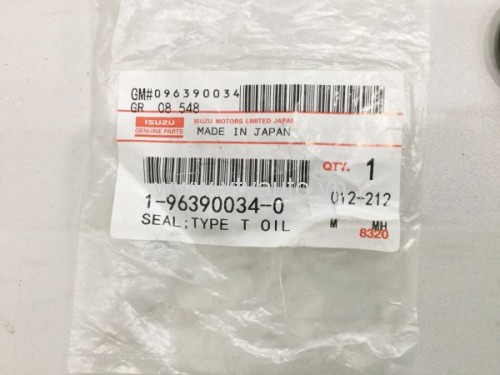 GM#096390034
GR 08 548
ISUZU
GENUINE PARTS
ISUZU MOTORS LIMITED JAPAN
MADE IN JAPAN
QTY. 1
1-96390034-0
012-212
SEAL;TYPE T OIL
M MH
8320